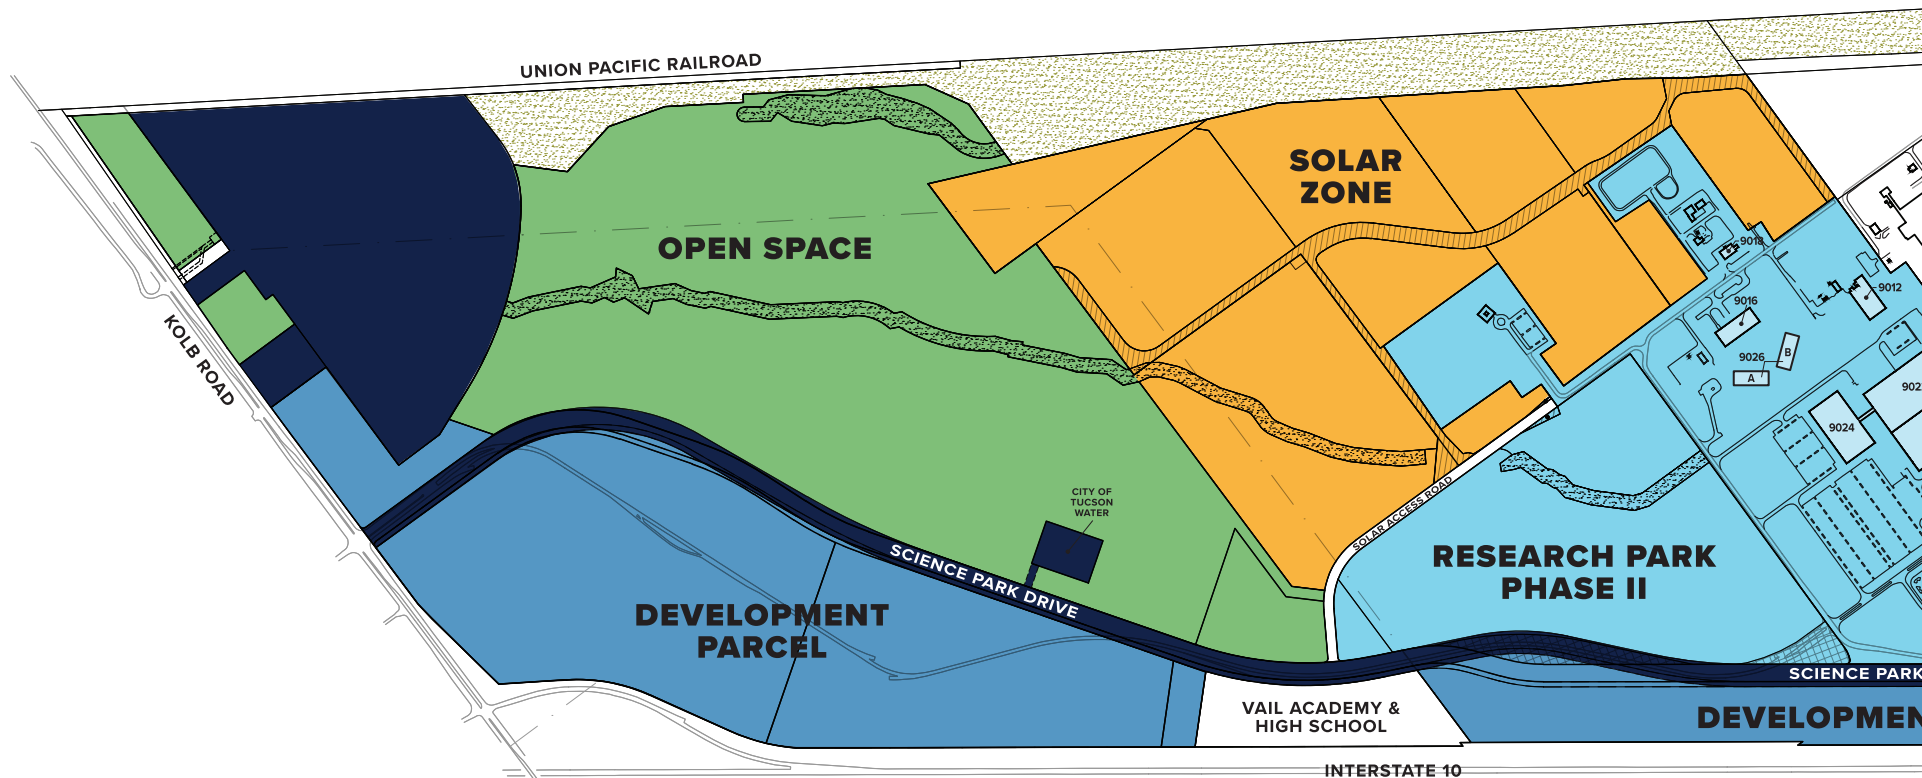 UNION PACIFIC RAILROAD
SOLAR
ZONE
OPEN SPACE
9018
9012
9016
9026
B
A
KOLB ROAD
902
9024
CITY OF
TUCSON
WATER
SOLAR ACCESS ROAD
SCIENCE PARK DRIVE
RESEARCH PARK
PHASE II
DEVELOPMENT
PARCEL
SCIENCE PARK
VAIL ACADEMY &
HIGH SCHOOL
DEVELOPMEN
INTERSTATE 10